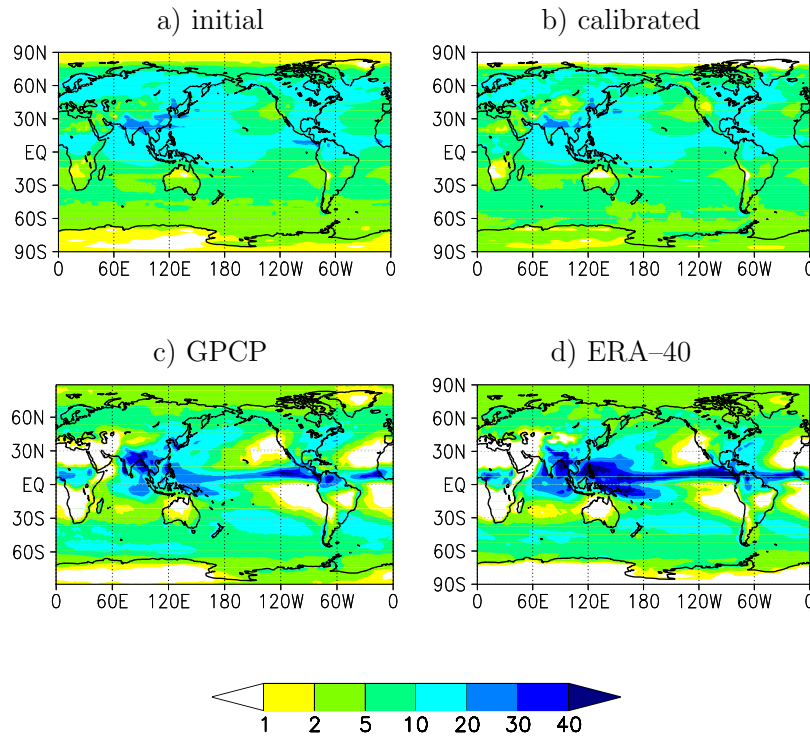 a) initial
b) calibrated
90N
60N
30N
EQ
30S
60S
90S
0 60E 120E 180 120W 60W 0
90N
60N
30N
EQ
30S
60S
90S
0 60E 120E 180 120W 60W 0
c) GPCP
d) ERA–40
60N
30N
EQ
30S
60S
0 60E 120E 180 120W 60W 0
90N
60N
30N
EQ
30S
60S
90S
0 60E 120E 180 120W 60W 0
1 2 5 10 20 30 40